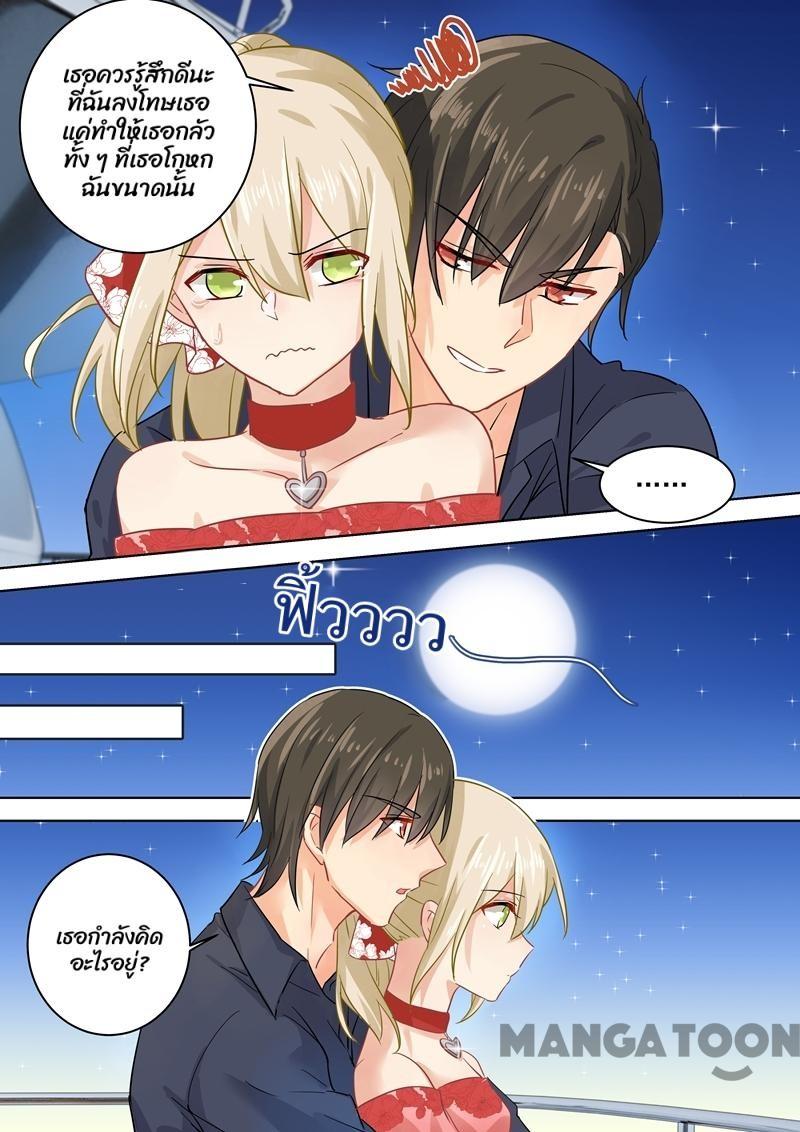 เธอควรรู้สึกดีนะ
ที่ฉันลงโทษเธอ
แค่ทำให้เธอกลัว
ทั้ง ๆ ที่เธอโกหก
ฉันขนาดนั้น
......
ฟิ้วววว
เธอกำลังคิด
อะไรอยู่?
MANGATOON